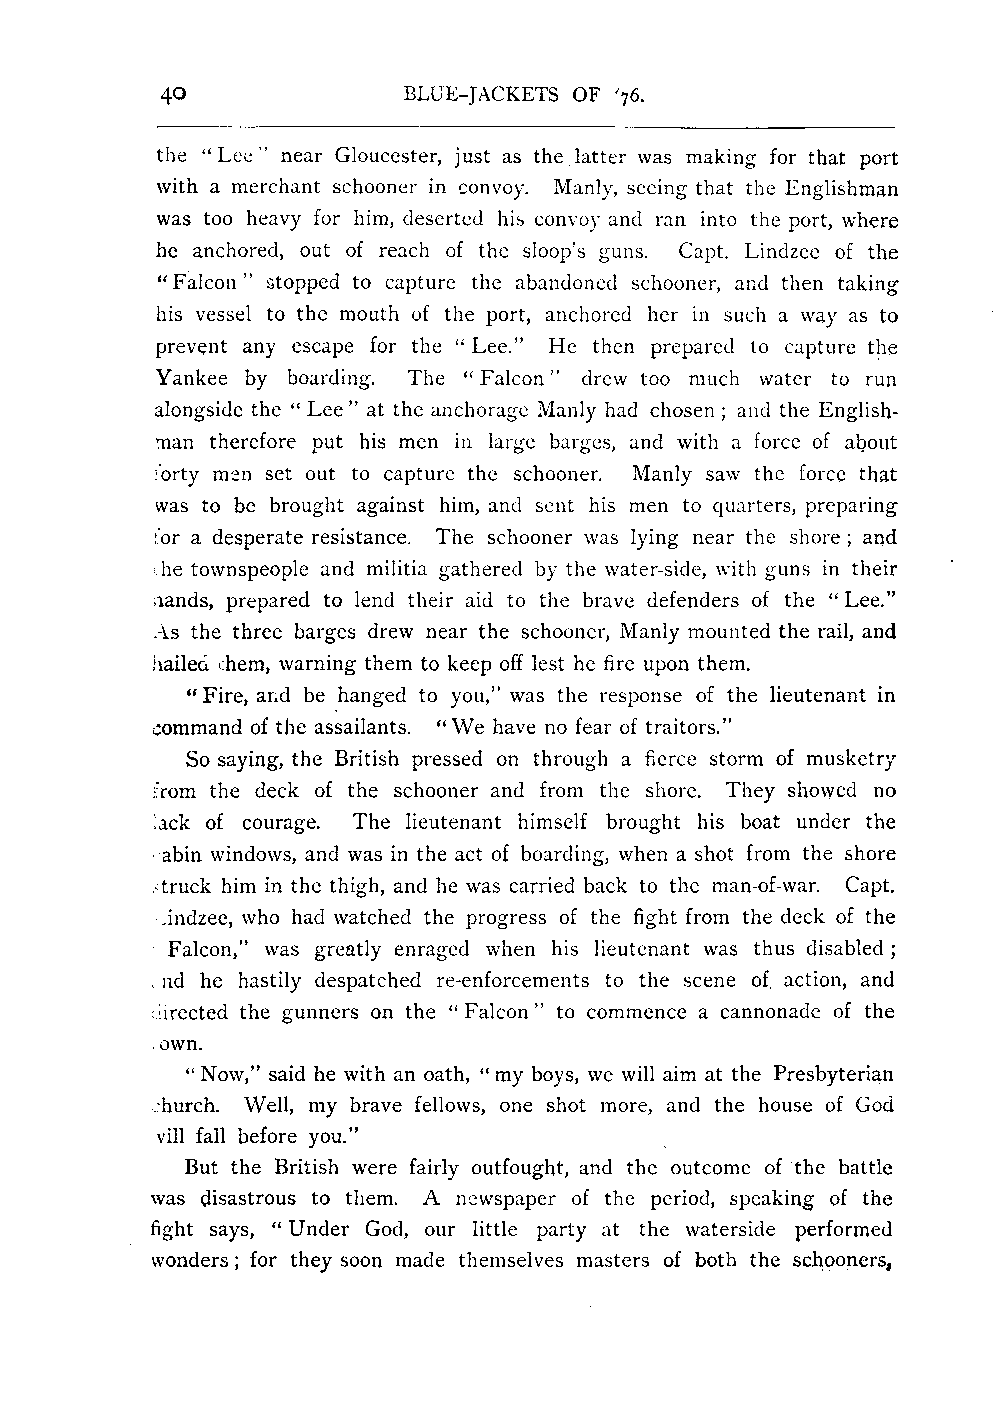 40 BLUE-JACKETS OF '76.
the "Lee" near Gloucester, just as the latter was making for that port
with a merchant schooner in convoy. Manly, seeing that the Englishman
was too heavy for him, deserted his convoy and ran into the port, where
he anchored, out of reach of the sloop's guns. Capt. Lindzee of the
"Falcon" stopped to capture the abandoned schooner, and then taking
his vessel to the mouth of the port, anchored her in such a way as to
prevent any escape for the "Lee." He then prepared to capture the
Yankee by boarding. The "Falcon" drew too much water to run
alongside the "Lee" at the anchorage Manly had chosen; and the English-
man therefore put his men in large barges, and with a force of about
forty men set out to capture the schooner. Manly saw the force that
was to be brought against him, and sent his men to quarters, preparing
for a desperate resistance. The schooner was lying near the shore; and
the townspeople and militia gathered by the water-side, with guns in their
hands, prepared to lend their aid to the brave defenders of the "Lee."
As the three barges drew near the schooner, Manly mounted the rail, and
hailed them, warning them to keep off lest he fire upon them.
"Fire, and be hanged to you," was the response of the lieutenant in
command of the assailants. "We have no fear of traitors."
So saying, the British pressed on through a fierce storm of musketry
from the deck of the schooner and from the shore. They showed no
lack of courage. The lieutenant himself brought his boat under the
cabin windows, and was in the act of boarding, when a shot from the shore
struck him in the thigh, and he was carried back to the man-of-war. Capt.
Lindzee, who had watched the progress of the fight from the deck of the
Falcon," was greatly enraged when his lieutenant was thus disabled;
and he hastily despatched re-enforcements to the scene of action, and
directed the gunners on the "Falcon" to commence a cannonade of the
town.
"Now," said he with an oath, "my boys, we will aim at the Presbyterian
church. Well, my brave fellows, one shot more, and the house of God
will fall before you."
But the British were fairly outfought, and the outcome of the battle
was disastrous to them. A newspaper of the period, speaking of the
fight says, "Under God, our little party at the waterside performed
wonders; for they soon made themselves masters of both the schooners,